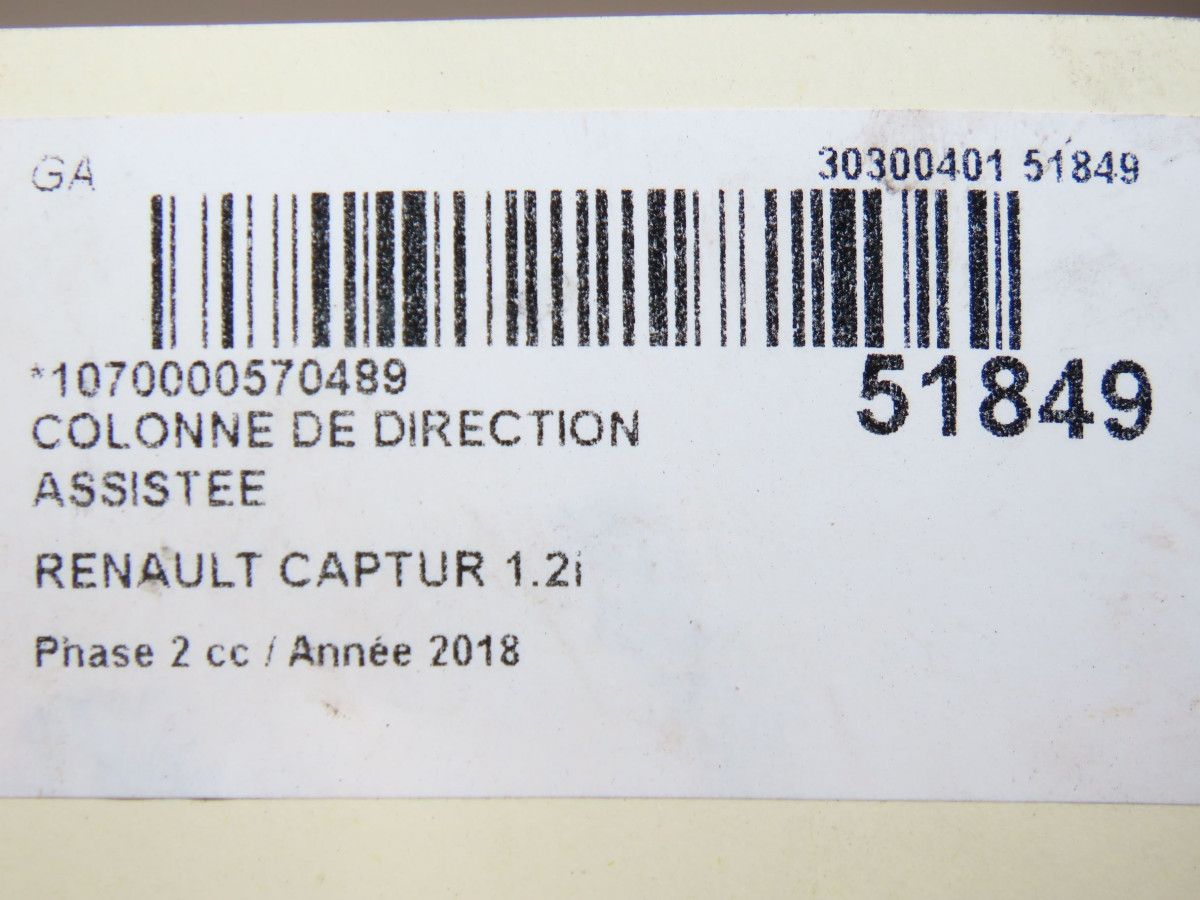 GA
30300401 51849
*1070000570489
51849
COLONNE DE DIRECTION
ASSISTEE
RENAULT CAPTUR 1.2i
Phase 2 cc / Année 2018